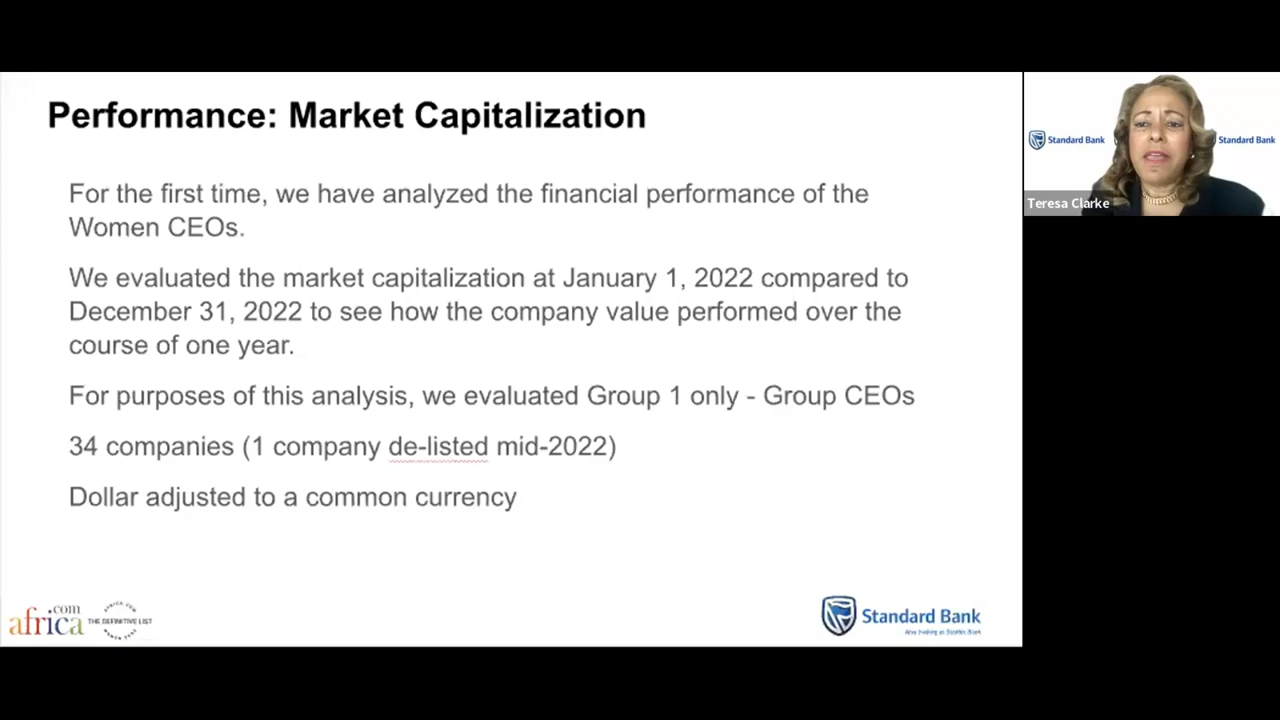 Performance: Market Capitalization
For the first time, we have analyzed the financial performance of the
Women CEOs.
We evaluated the market capitalization at January 1, 2022 compared to
December 31, 2022 to see how the company value performed over the
course of one year.
For purposes of this analysis, we evaluated Group 1 only - Group CEOs
34 companies (1 company de-listed mid-2022)
Dollar adjusted to a common currency
Standard Bank
Standard Bank
Teresa Clarke
com
africa
AFRICA.COM
THE DEFINITIVE LIST
Standard Bank